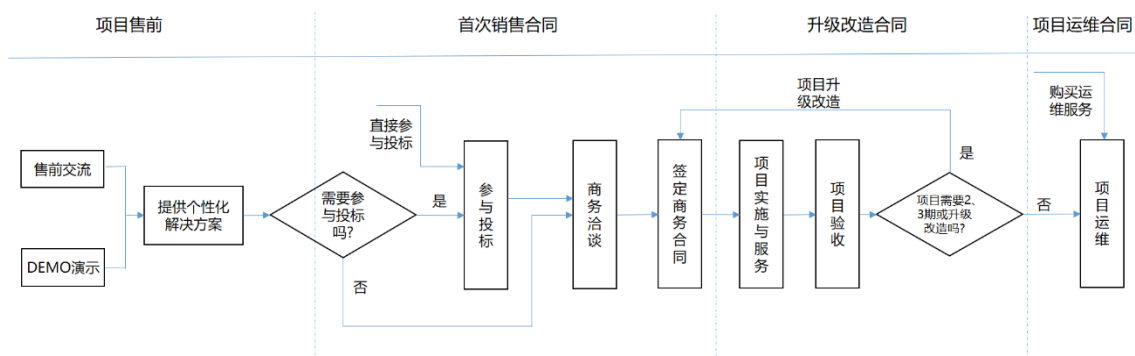 项目售前
首次销售合同
升级改造合同
项目运维合同
售前交流
DEMO演示
提供个性化
解决方案
需要参
与投标
吗？
是
否
直接参
与投标
参与投标
商务洽谈
签定商务合同
项目升
级改造
项目实施与服务
项目验收
项目需要2、
3期或升级
改造吗？
是
否
购买运
维服务
项目运维